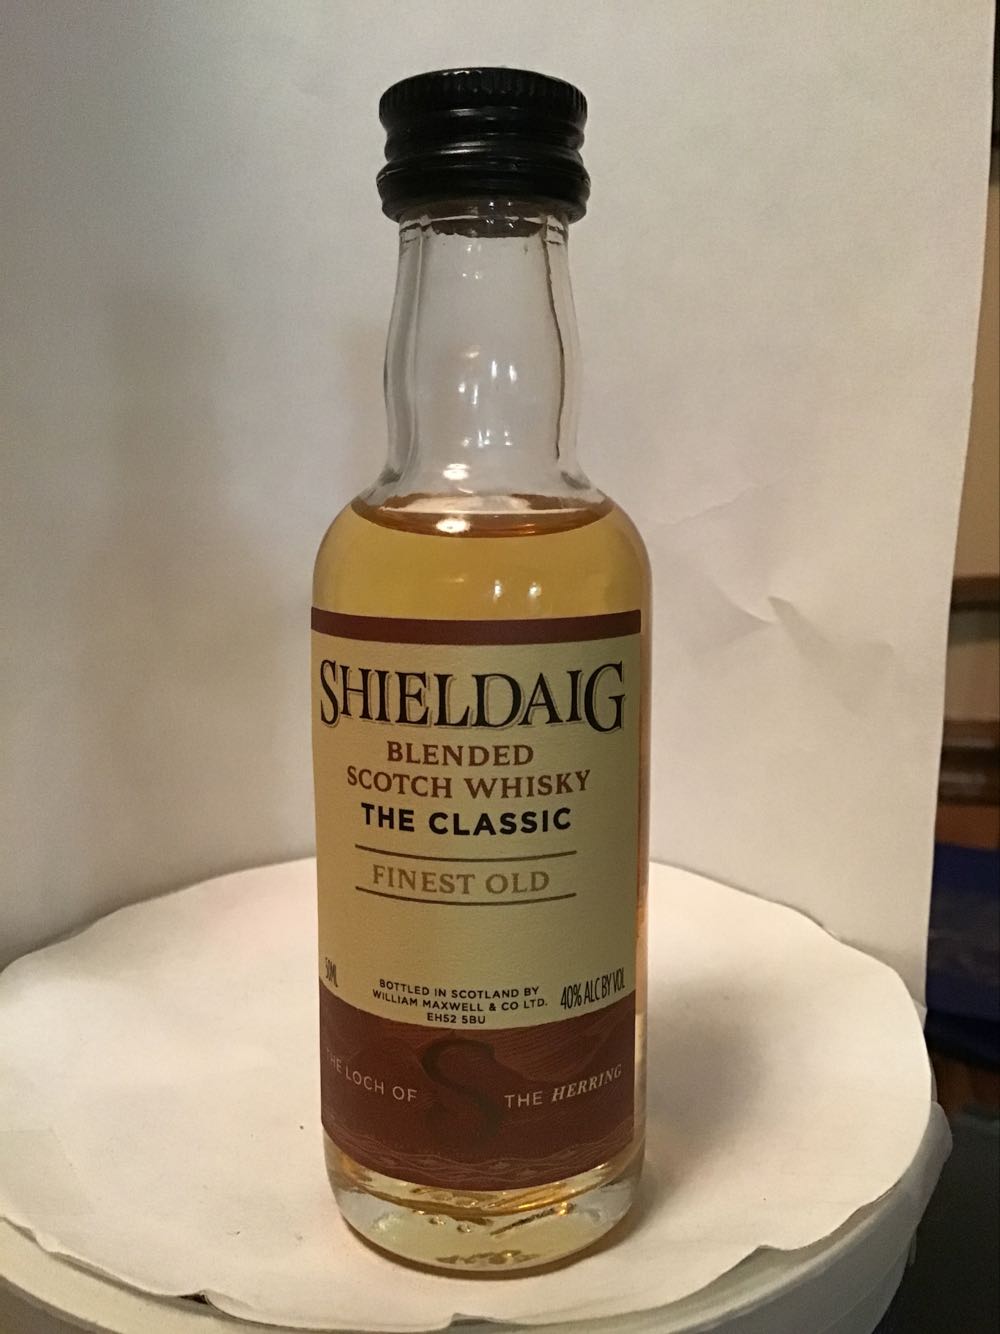 SHIELDAIG
BLENDED
SCOTCH WHISKY
THE CLASSIC
FINEST OLD
50ML
BOTTLED IN SCOTLAND BY
WILLIAM MAXWELL & CO LTD.
EH52 5BU
40% ALC BY VOL
THE LOCH OF S THE HERRING